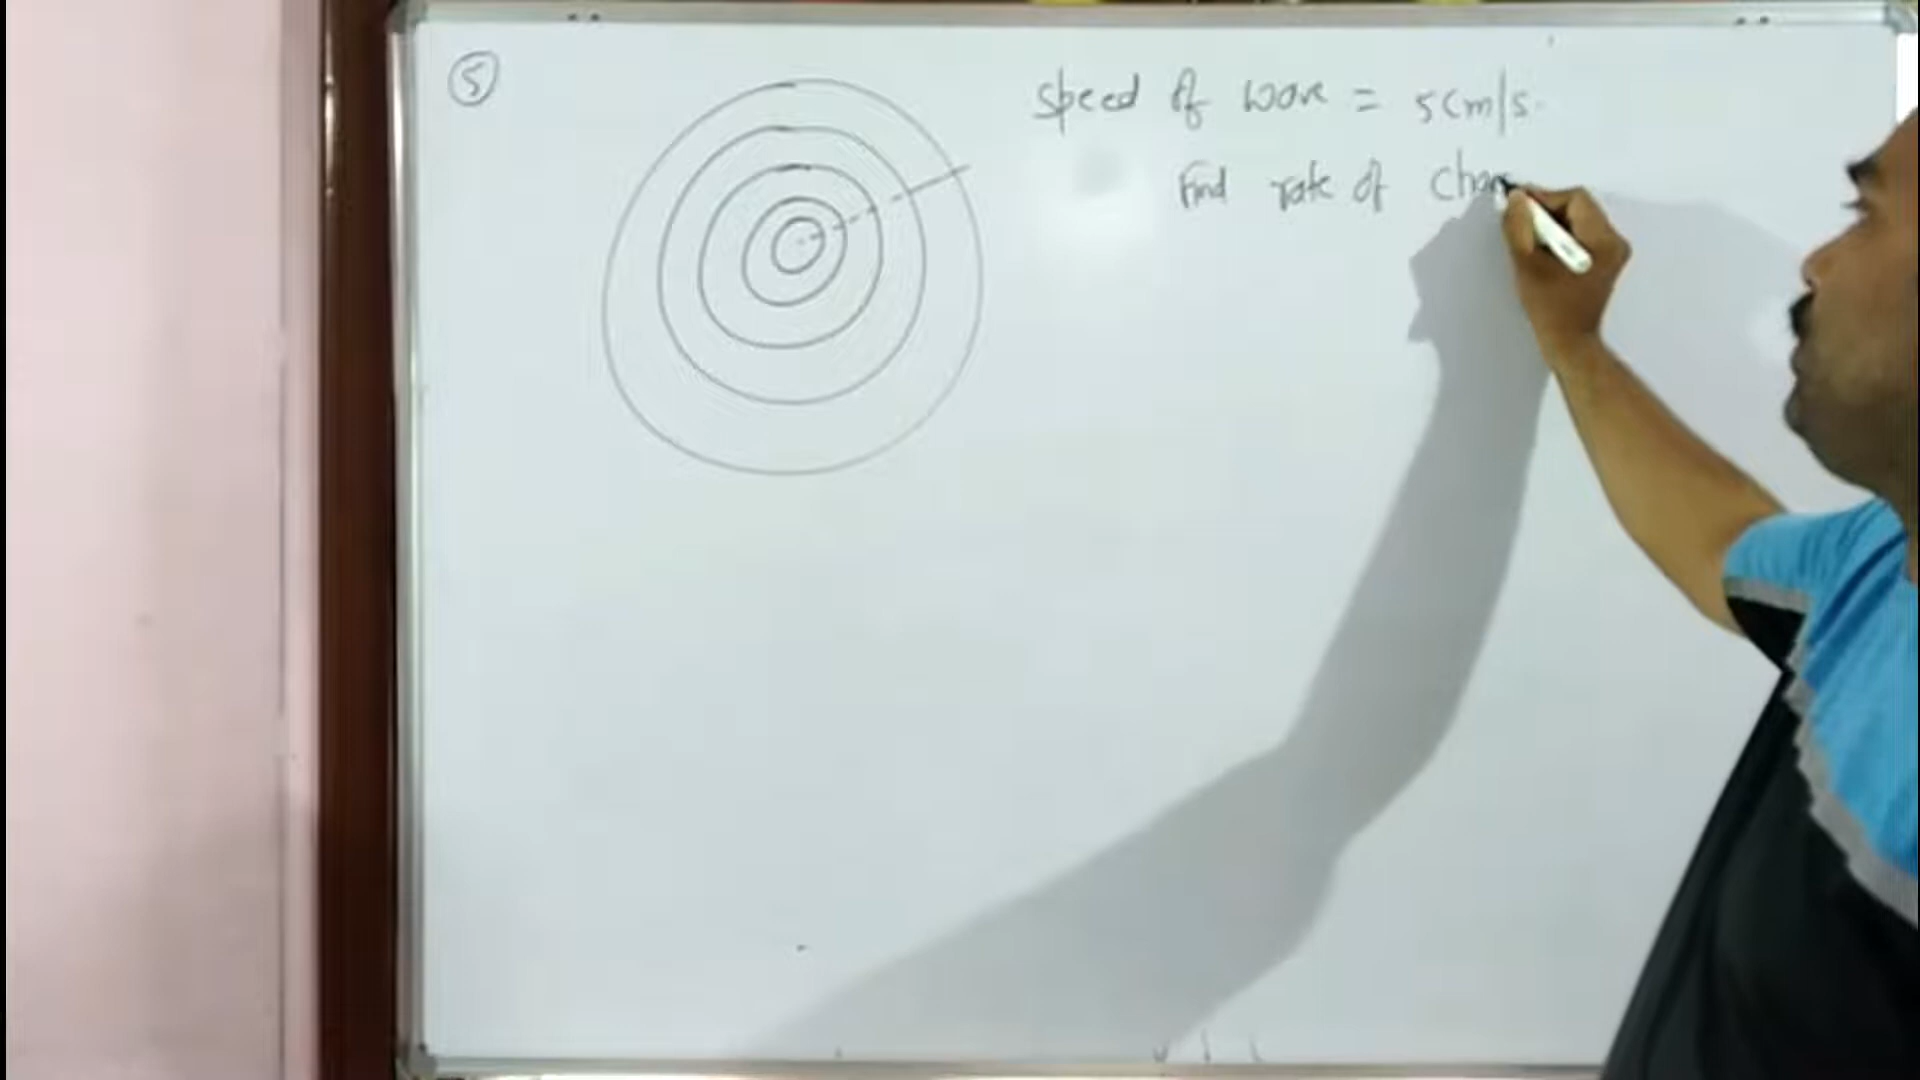 5
speed of wave = 5cm/s.
Find rate of chan